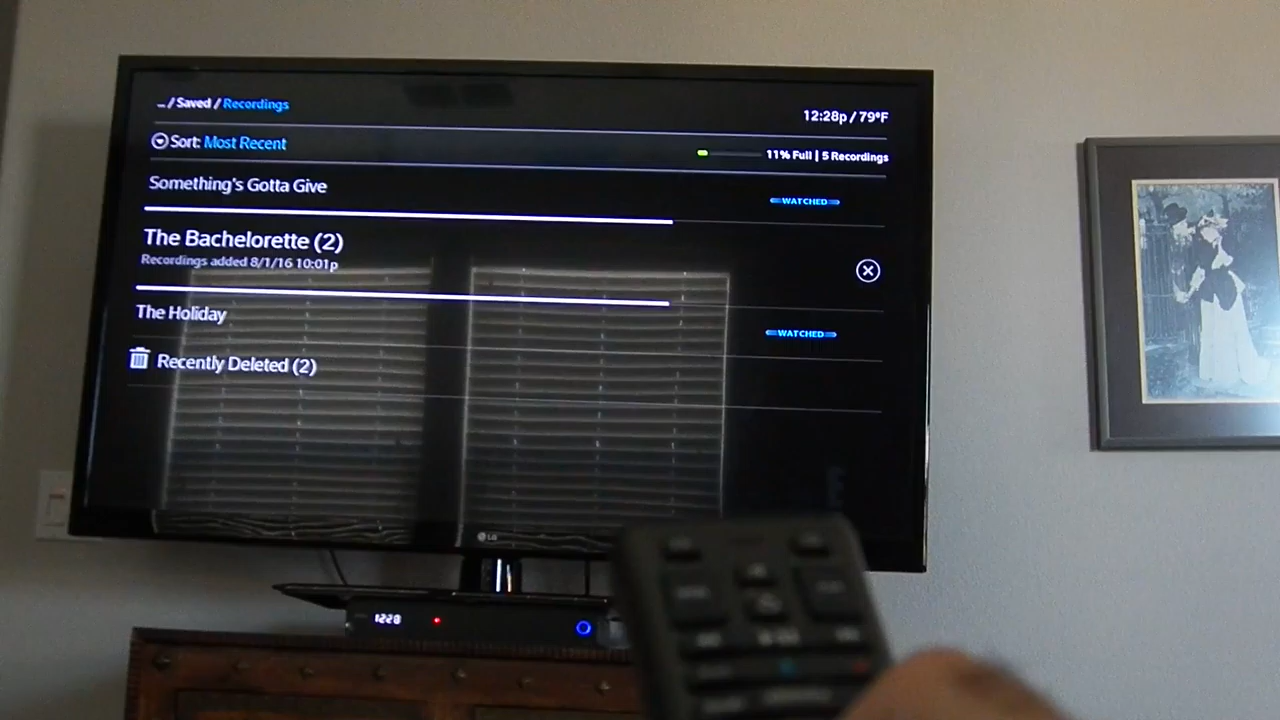 … / Saved / Recordings
12:28p / 79°F
Sort: Most Recent
11% Full | 5 Recordings
Something's Gotta Give
WATCHED
The Bachelorette (2)
Recordings added 8/1/16 10:01p
The Holiday
WATCHED
Recently Deleted (2)
LG
12:28